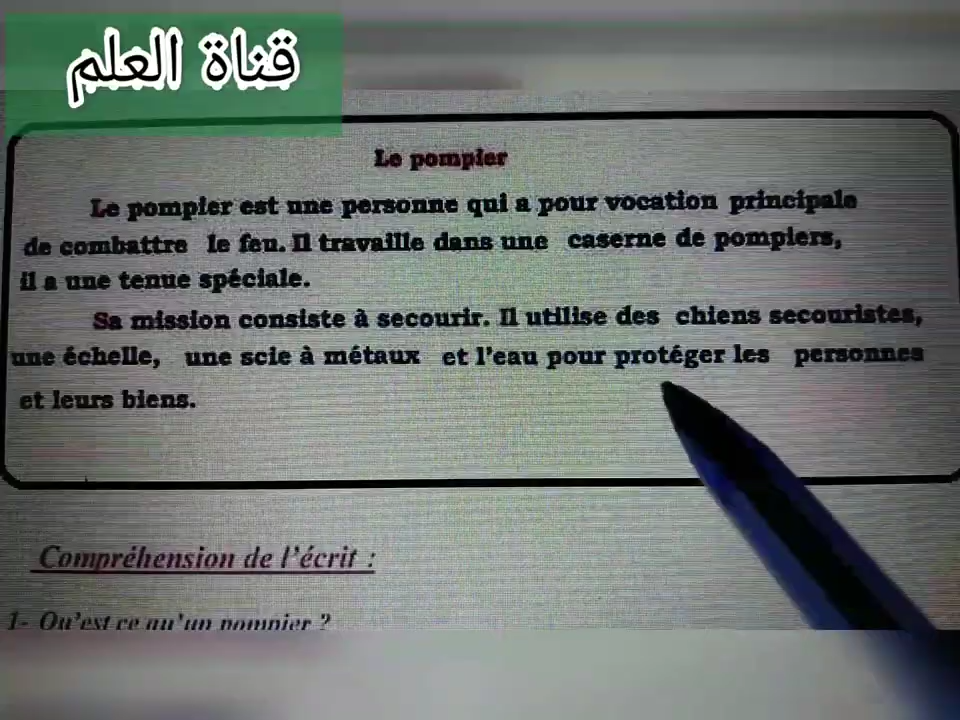 قناة العلم
Le pompier
Le pompier est une personne qui a pour vocation principale
de combattre le feu. Il travaille dans une caserne de pompiers,
il a une tenue spéciale.
Sa mission consiste à secourir. Il utilise des chiens secouristes,
une échelle, une scie à métaux et l'eau pour protéger les personnes
et leurs biens.
Compréhension de l'écrit :
1- Qu'est ce qu'un pompier ?